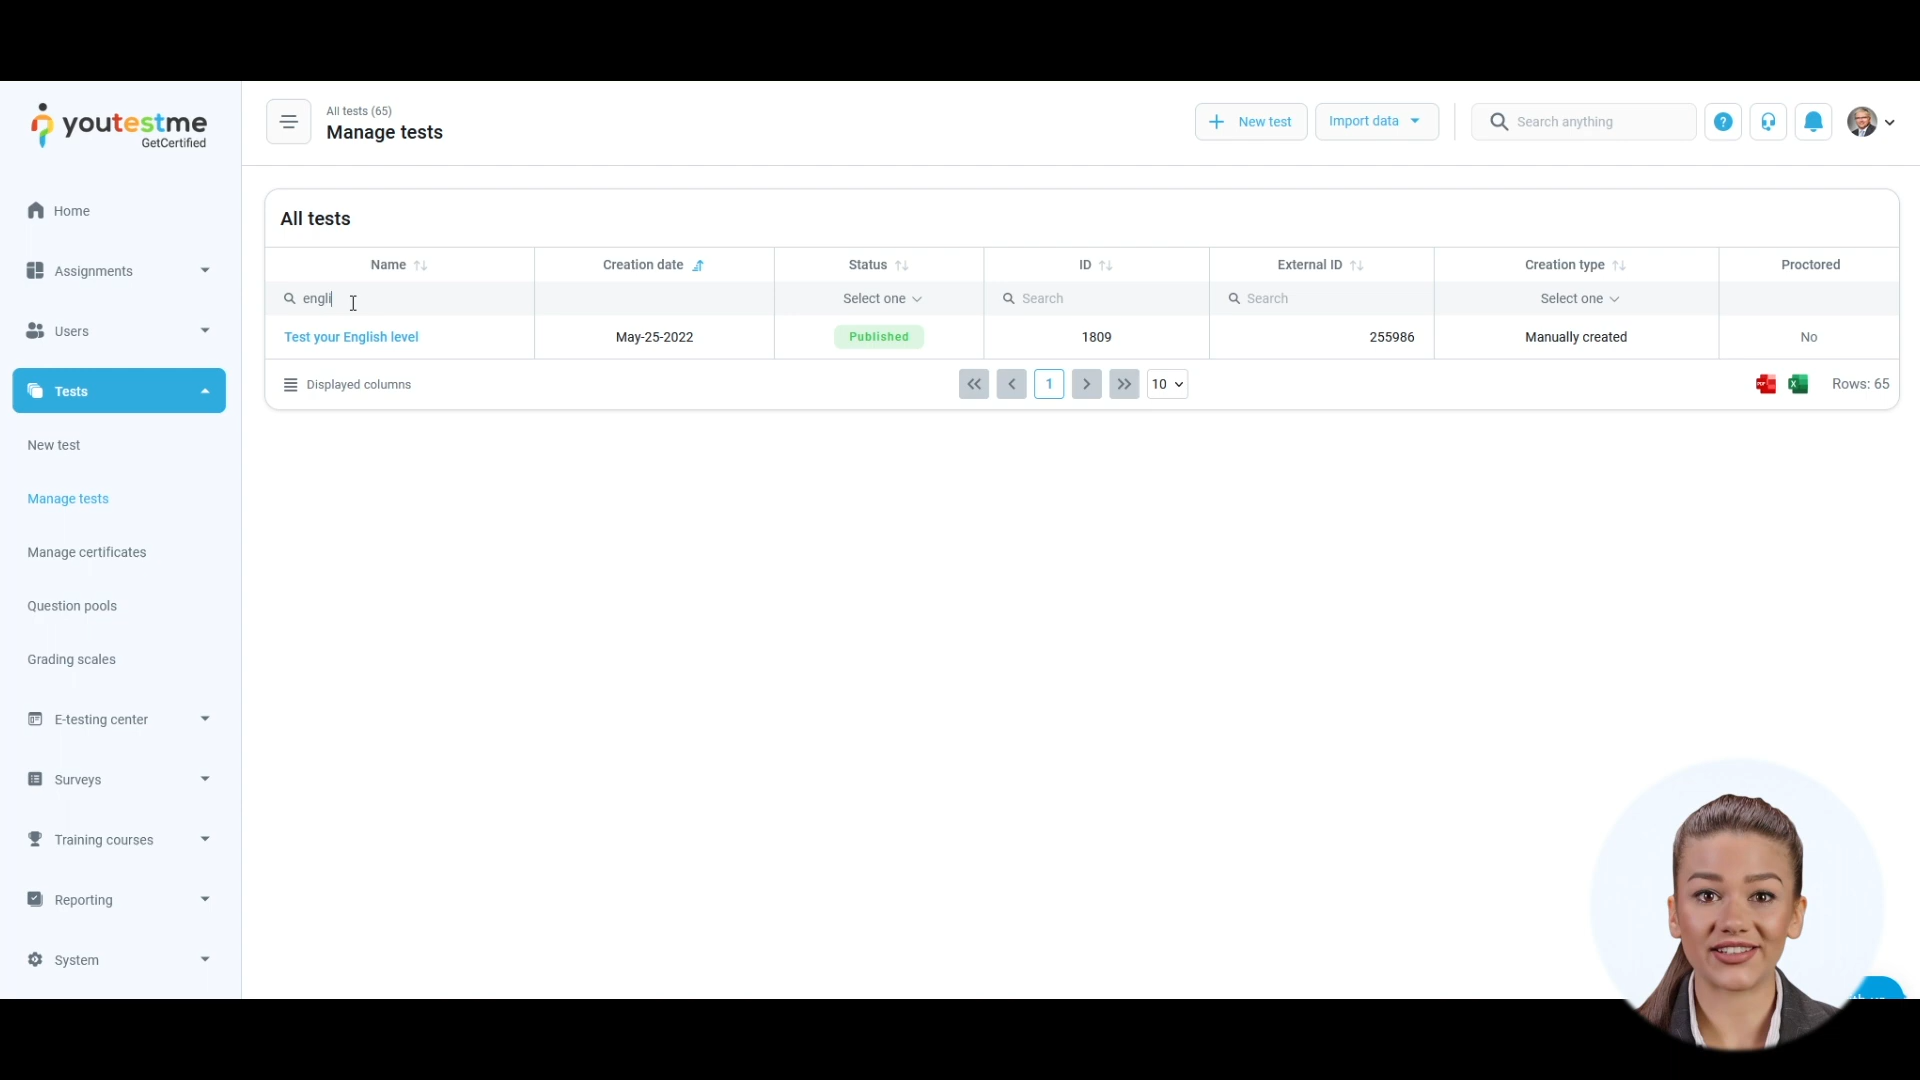 youtestme
GetCertified
All tests (65)
Manage tests
New test
Import data
Search anything
?
Home
Assignments
Users
Tests
New test
Manage tests
Manage certificates
Question pools
Grading scales
E-testing center
Surveys
Training courses
Reporting
System
All tests
Name Creation date Status ID External ID Creation type Proctored
engli Select one Search Search Select one
Test your English level May-25-2022 Published 1809 255986 Manually created No
Displayed columns 1 10 Rows: 65